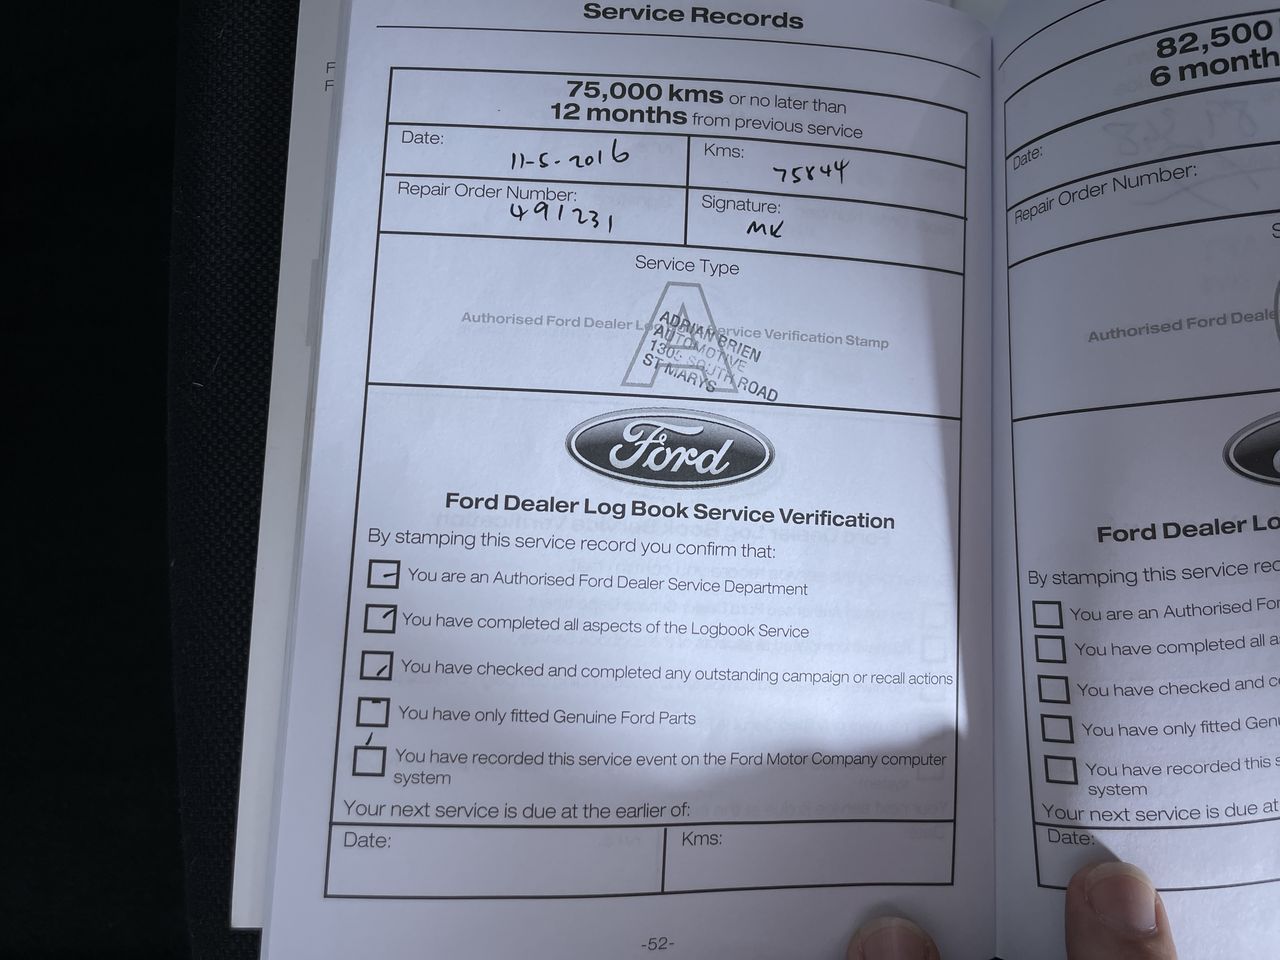 Service Records
75,000 kms or no later than
12 months from previous service
Date: 11-5-2016
Kms: 75844
Repair Order Number: 491231
Signature: MK
Service Type
A
Authorised Ford Dealer Service Verification Stamp
ADRIAN BRIEN
AUTOMOTIVE
SOUTH ROAD
ST MARYS
Ford
Ford Dealer Log Book Service Verification
By stamping this service record you confirm that:
You are an Authorised Ford Dealer Service Department
You have completed all aspects of the Logbook Service
You have checked and completed any outstanding campaign or recall actions
You have only fitted Genuine Ford Parts
You have recorded this service event on the Ford Motor Company computer
system
Your next service is due at the earlier of:
Date:
Kms:
-52-
82,500
6 month
Date:
Repair Order Number:
S
Authorised Ford Deale
Ford Dealer Lo
By stamping this service rec
You are an Authorised For
You have completed all a
You have checked and co
You have only fitted Genu
You have recorded this s
system
Your next service is due at
Date: